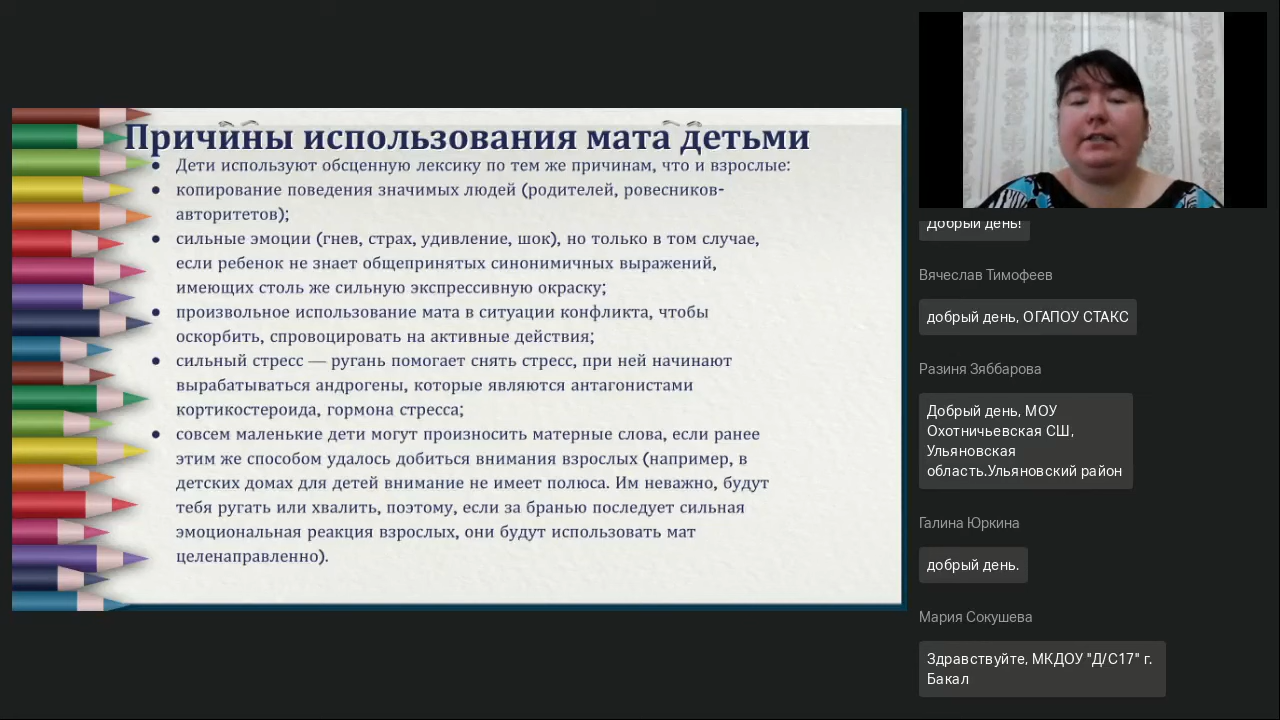 Причины использования мата детьми
Дети используют обсценную лексику по тем же причинам, что и взрослые:
копирование поведения значимых людей (родителей, ровесников-
авторитетов);
сильные эмоции (гнев, страх, удивление, шок), но только в том случае,
если ребенок не знает общепринятых синонимичных выражений,
имеющих столь же сильную экспрессивную окраску;
произвольное использование мата в ситуации конфликта, чтобы
оскорбить, спровоцировать на активные действия;
сильный стресс — ругань помогает снять стресс, при ней начинают
вырабатываться андрогены, которые являются антагонистами
кортикостероида, гормона стресса;
совсем маленькие дети могут произносить матерные слова, если ранее
этим же способом удалось добиться внимания взрослых (например, в
детских домах для детей внимание не имеет полюса. Им неважно, будут
тебя ругать или хвалить, поэтому, если за бранью последует сильная
эмоциональная реакция взрослых, они будут использовать мат
целенаправленно).
Добрый день!
Вячеслав Тимофеев
добрый день, ОГАПОУ СТАКС
Разиня Зяббарова
Добрый день, МОУ
Охотничьевская СШ,
Ульяновская
область.Ульяновский район
Галина Юркина
добрый день.
Мария Сокушева
Здравствуйте, МКДОУ "Д/С17" г.
Бакал